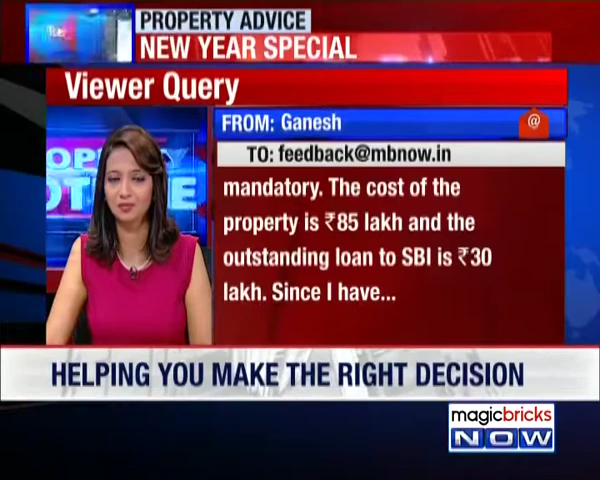 PROPERTY ADVICE
NEW YEAR SPECIAL
Viewer Query
FROM: Ganesh
@
TO: feedback@mbnow.in
mandatory. The cost of the
property is ₹85 lakh and the
outstanding loan to SBI is ₹30
lakh. Since I have...
HELPING YOU MAKE THE RIGHT DECISION
magicbricks
NOW